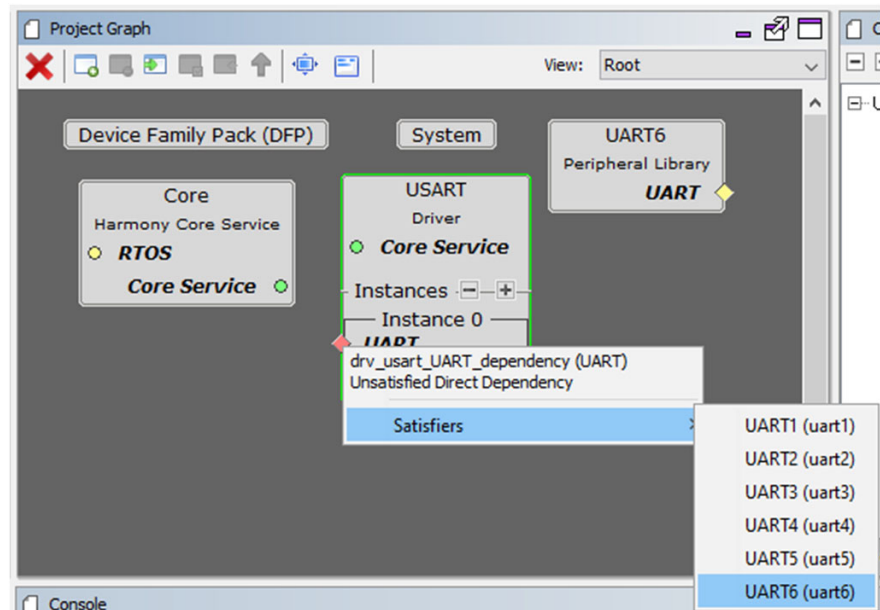 Project Graph
View:
Root
Device Family Pack (DFP)
System
UART6
Peripheral Library
UART
Core
Harmony Core Service
RTOS
Core Service
USART
Driver
Core Service
Instances
Instance 0
UART
drv_usart_UART_dependency (UART)
Unsatisfied Direct Dependency
Satisfiers
UART1 (uart1)
UART2 (uart2)
UART3 (uart3)
UART4 (uart4)
UART5 (uart5)
UART6 (uart6)
Console